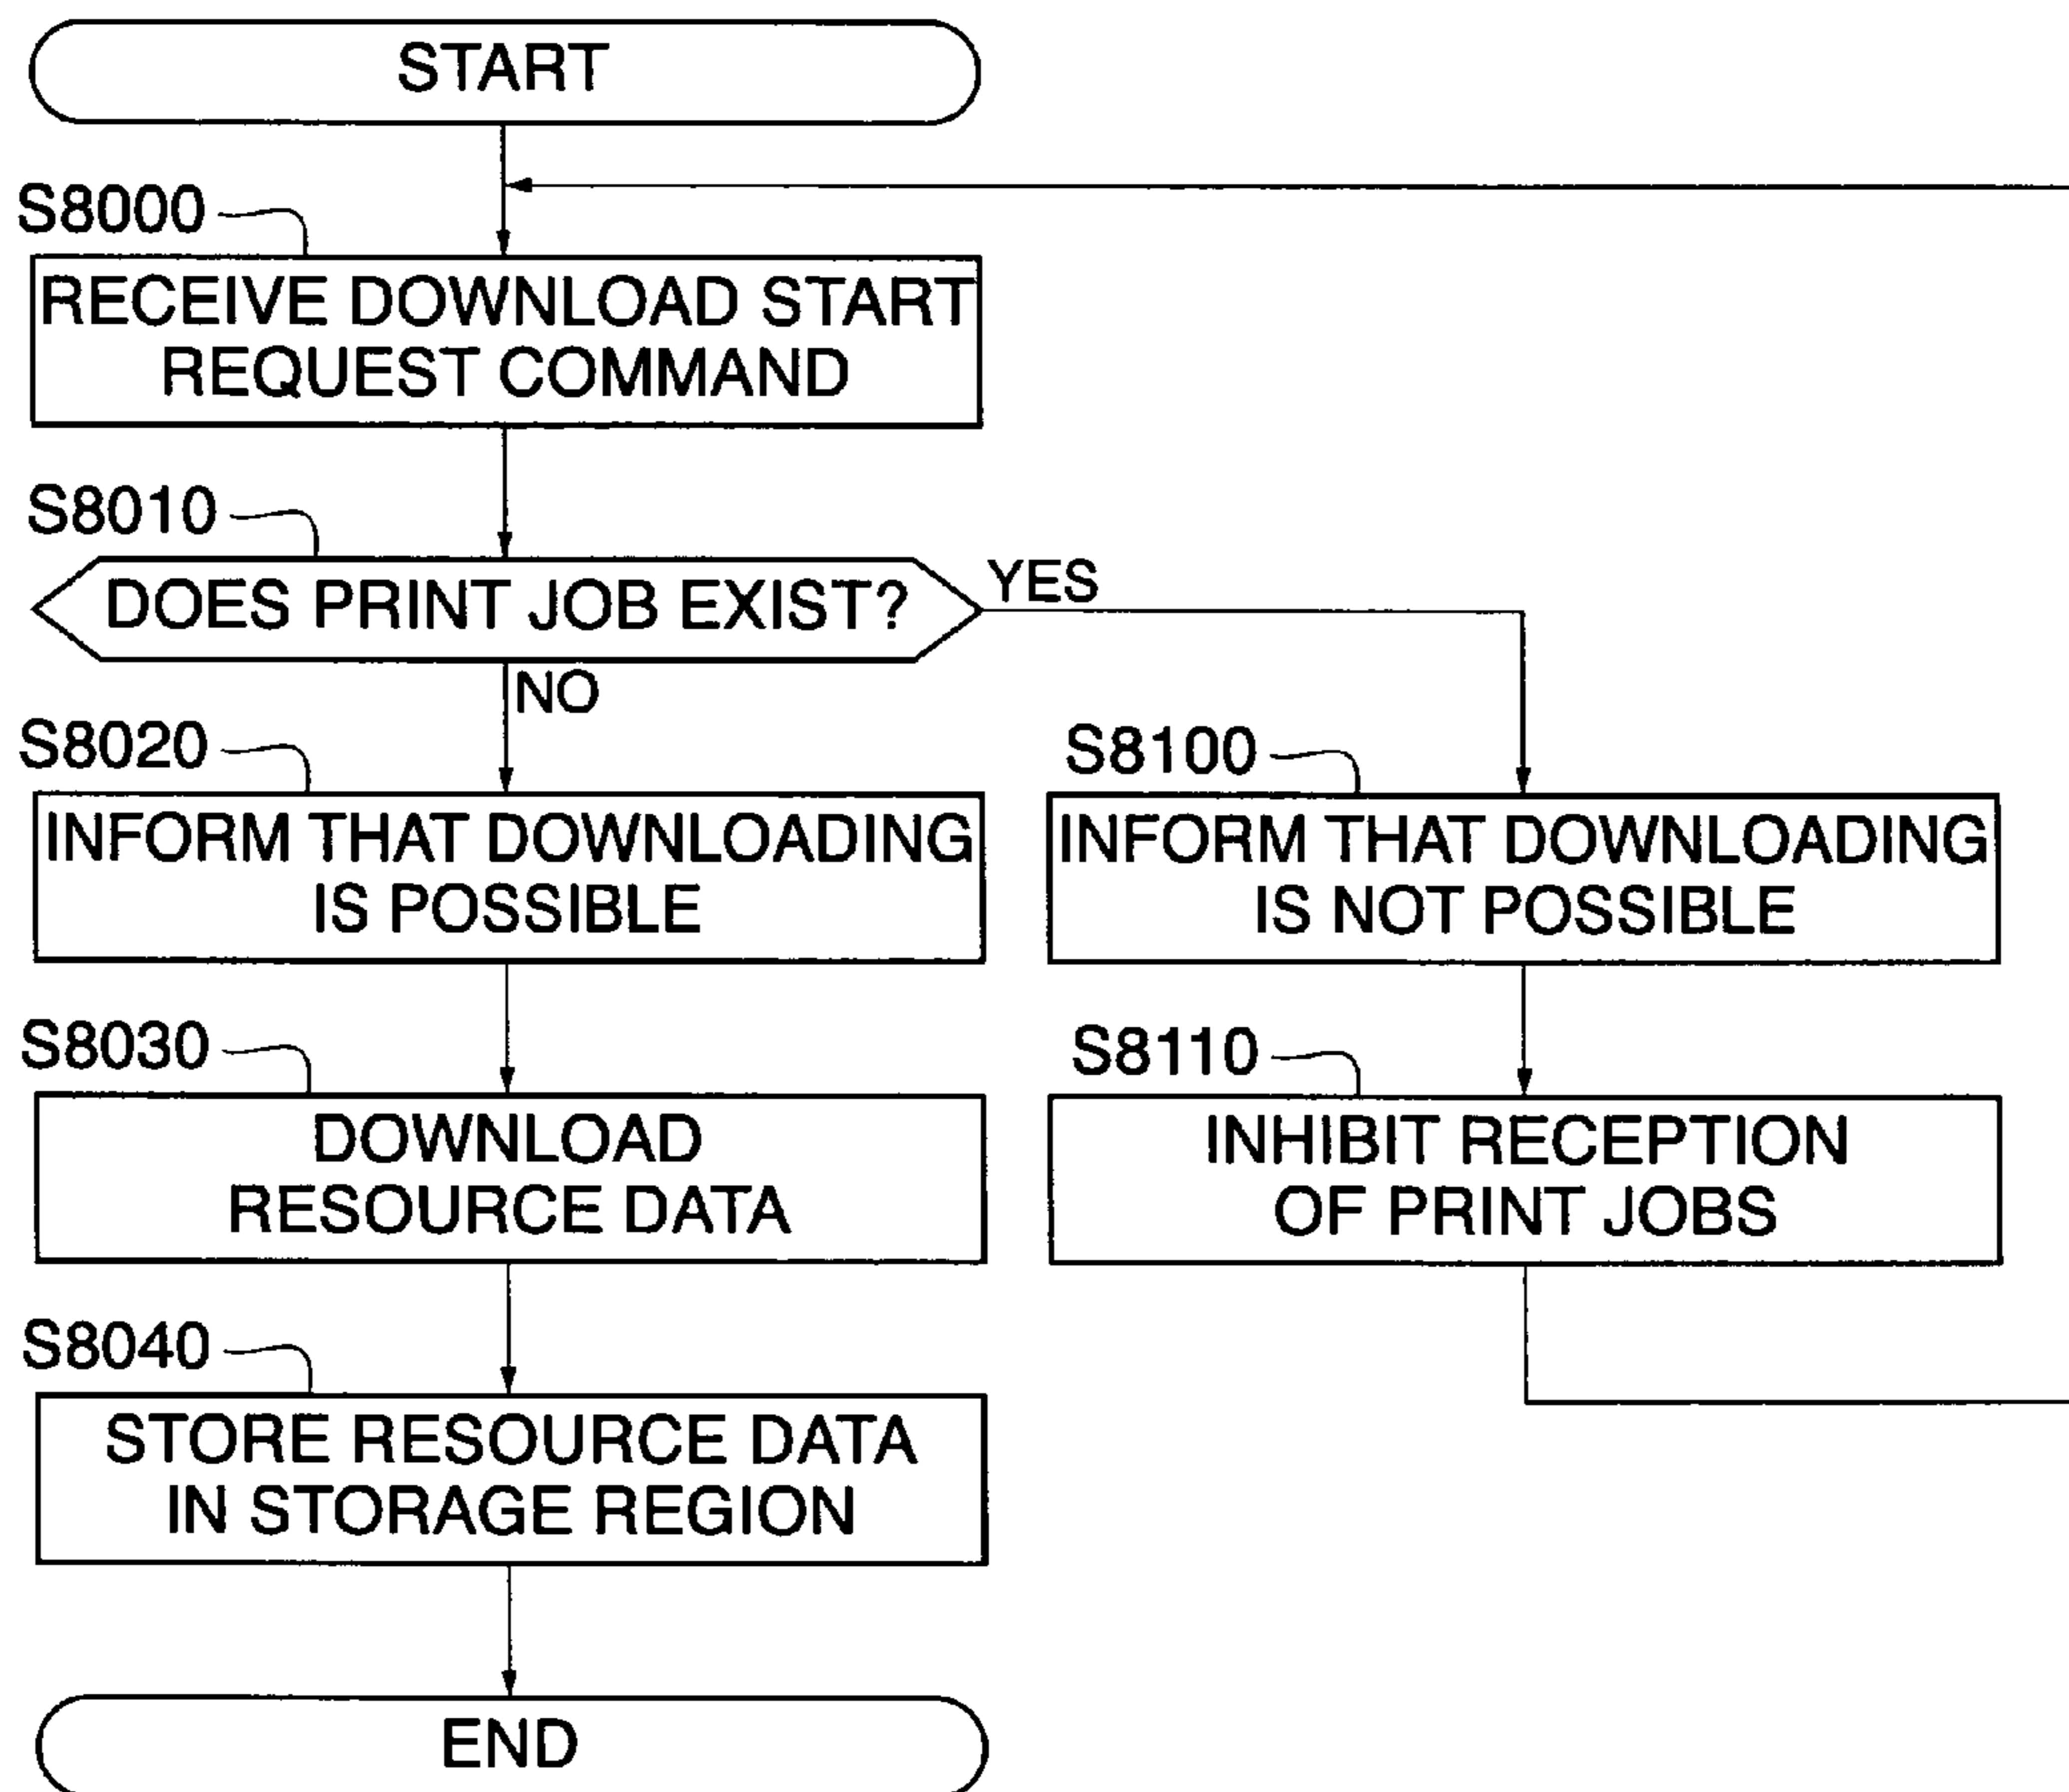 START
S8000
RECEIVE DOWNLOAD START
REQUEST COMMAND
S8010
DOES PRINT JOB EXIST?
YES
NO
S8020
INFORM THAT DOWNLOADING
IS POSSIBLE
S8100
INFORM THAT DOWNLOADING
IS NOT POSSIBLE
S8030
DOWNLOAD
RESOURCE DATA
S8110
INHIBIT RECEPTION
OF PRINT JOBS
S8040
STORE RESOURCE DATA
IN STORAGE REGION
END